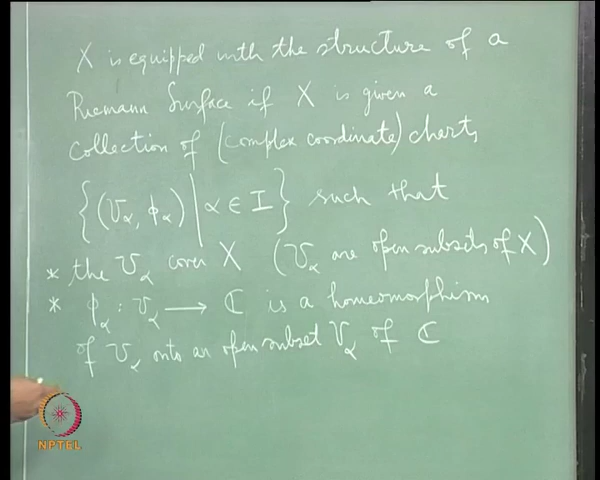 X is equipped with the structure of a
Riemann Surface if X is given a
collection of (complex coordinate) charts
{(U_α, ϕ_α) | α ∈ I} such that
* the U_α cover X (U_α are open subsets of X)
* ϕ_α : U_α → ℂ is a homeomorphism
of U_α onto an open subset V_α of ℂ
NPTEL